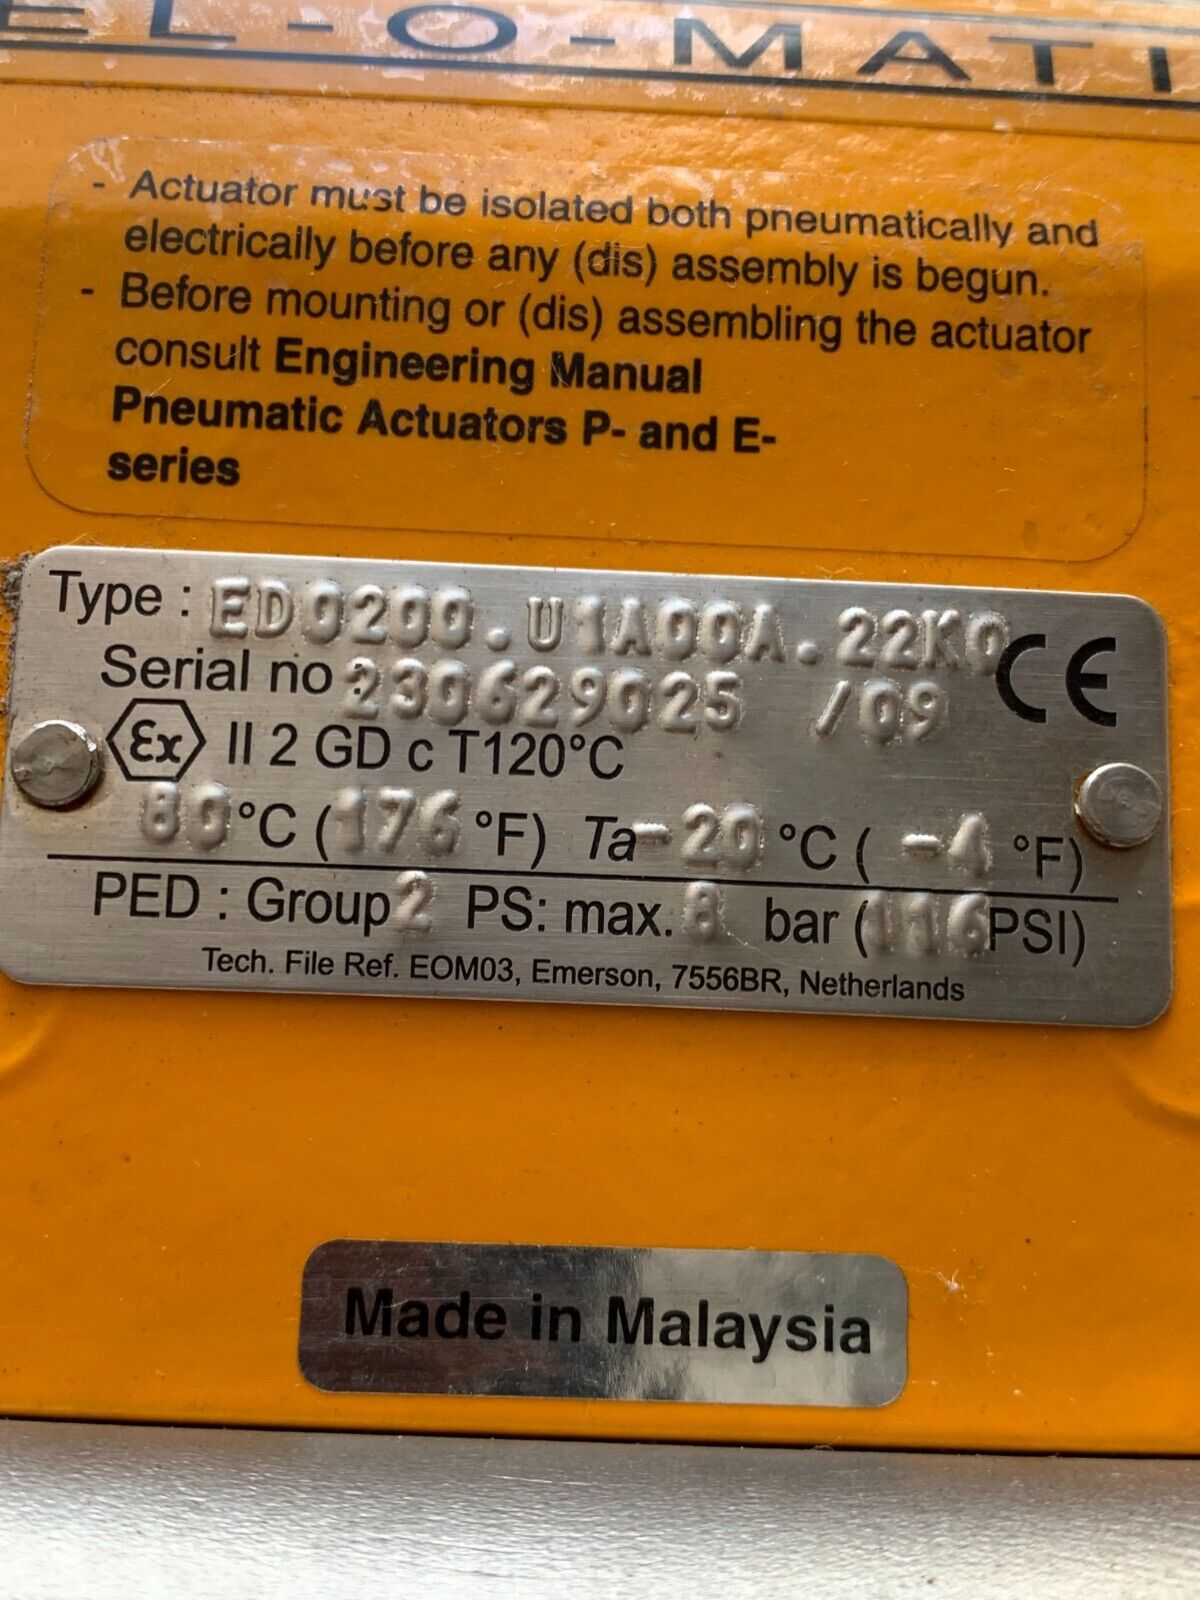 EL-O-MATI
- Actuator must be isolated both pneumatically and
electrically before any (dis) assembly is begun.
- Before mounting or (dis) assembling the actuator
consult Engineering Manual
Pneumatic Actuators P- and E-
series
Type : ED0200.U1A00A.22K0
Serial no : 230629025 /09 CE
Ex II 2 GD c T120°C
80 °C (176 °F) Ta -20 °C ( -4 °F)
PED : Group 2 PS: max. 8 bar (116 PSI)
Tech. File Ref. EOM03, Emerson, 7556BR, Netherlands
Made in Malaysia